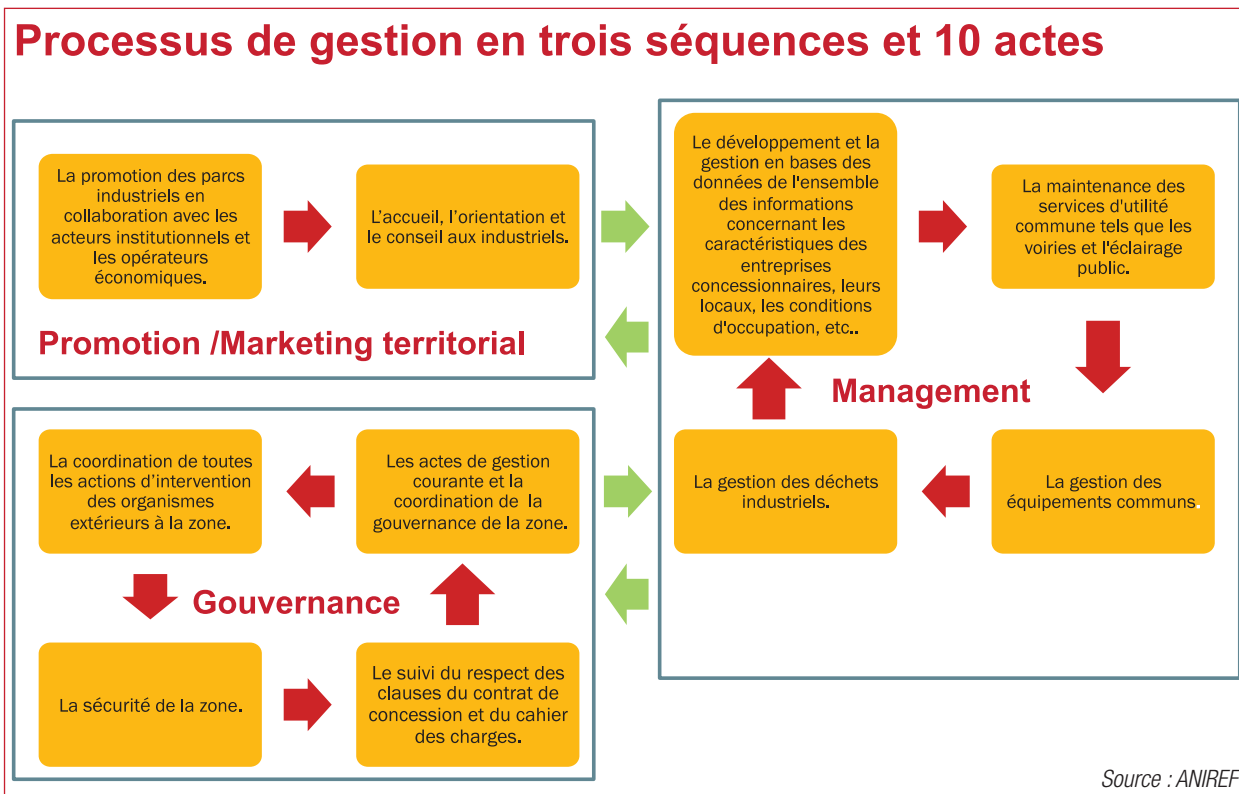 Processus de gestion en trois séquences et 10 actes
La promotion des parcs
industriels en
collaboration avec les
acteurs institutionnels et
les opérateurs
économiques.
L'accueil, l'orientation et
le conseil aux industriels.
Promotion /Marketing territorial
Le développement et la
gestion en bases des
données de l'ensemble
des informations
concernant les
caractéristiques des
entreprises
concessionnaires, leurs
locaux, les conditions
d'occupation, etc..
La maintenance des
services d'utilité
commune tels que les
voiries et l'éclairage
public.
Management
La gestion des déchets
industriels.
La gestion des
équipements communs.
La coordination de toutes
les actions d'intervention
des organismes
extérieurs à la zone.
Les actes de gestion
courante et la
coordination de la
gouvernance de la zone.
Gouvernance
La sécurité de la zone.
Le suivi du respect des
clauses du contrat de
concession et du cahier
des charges.
Source : ANIREF